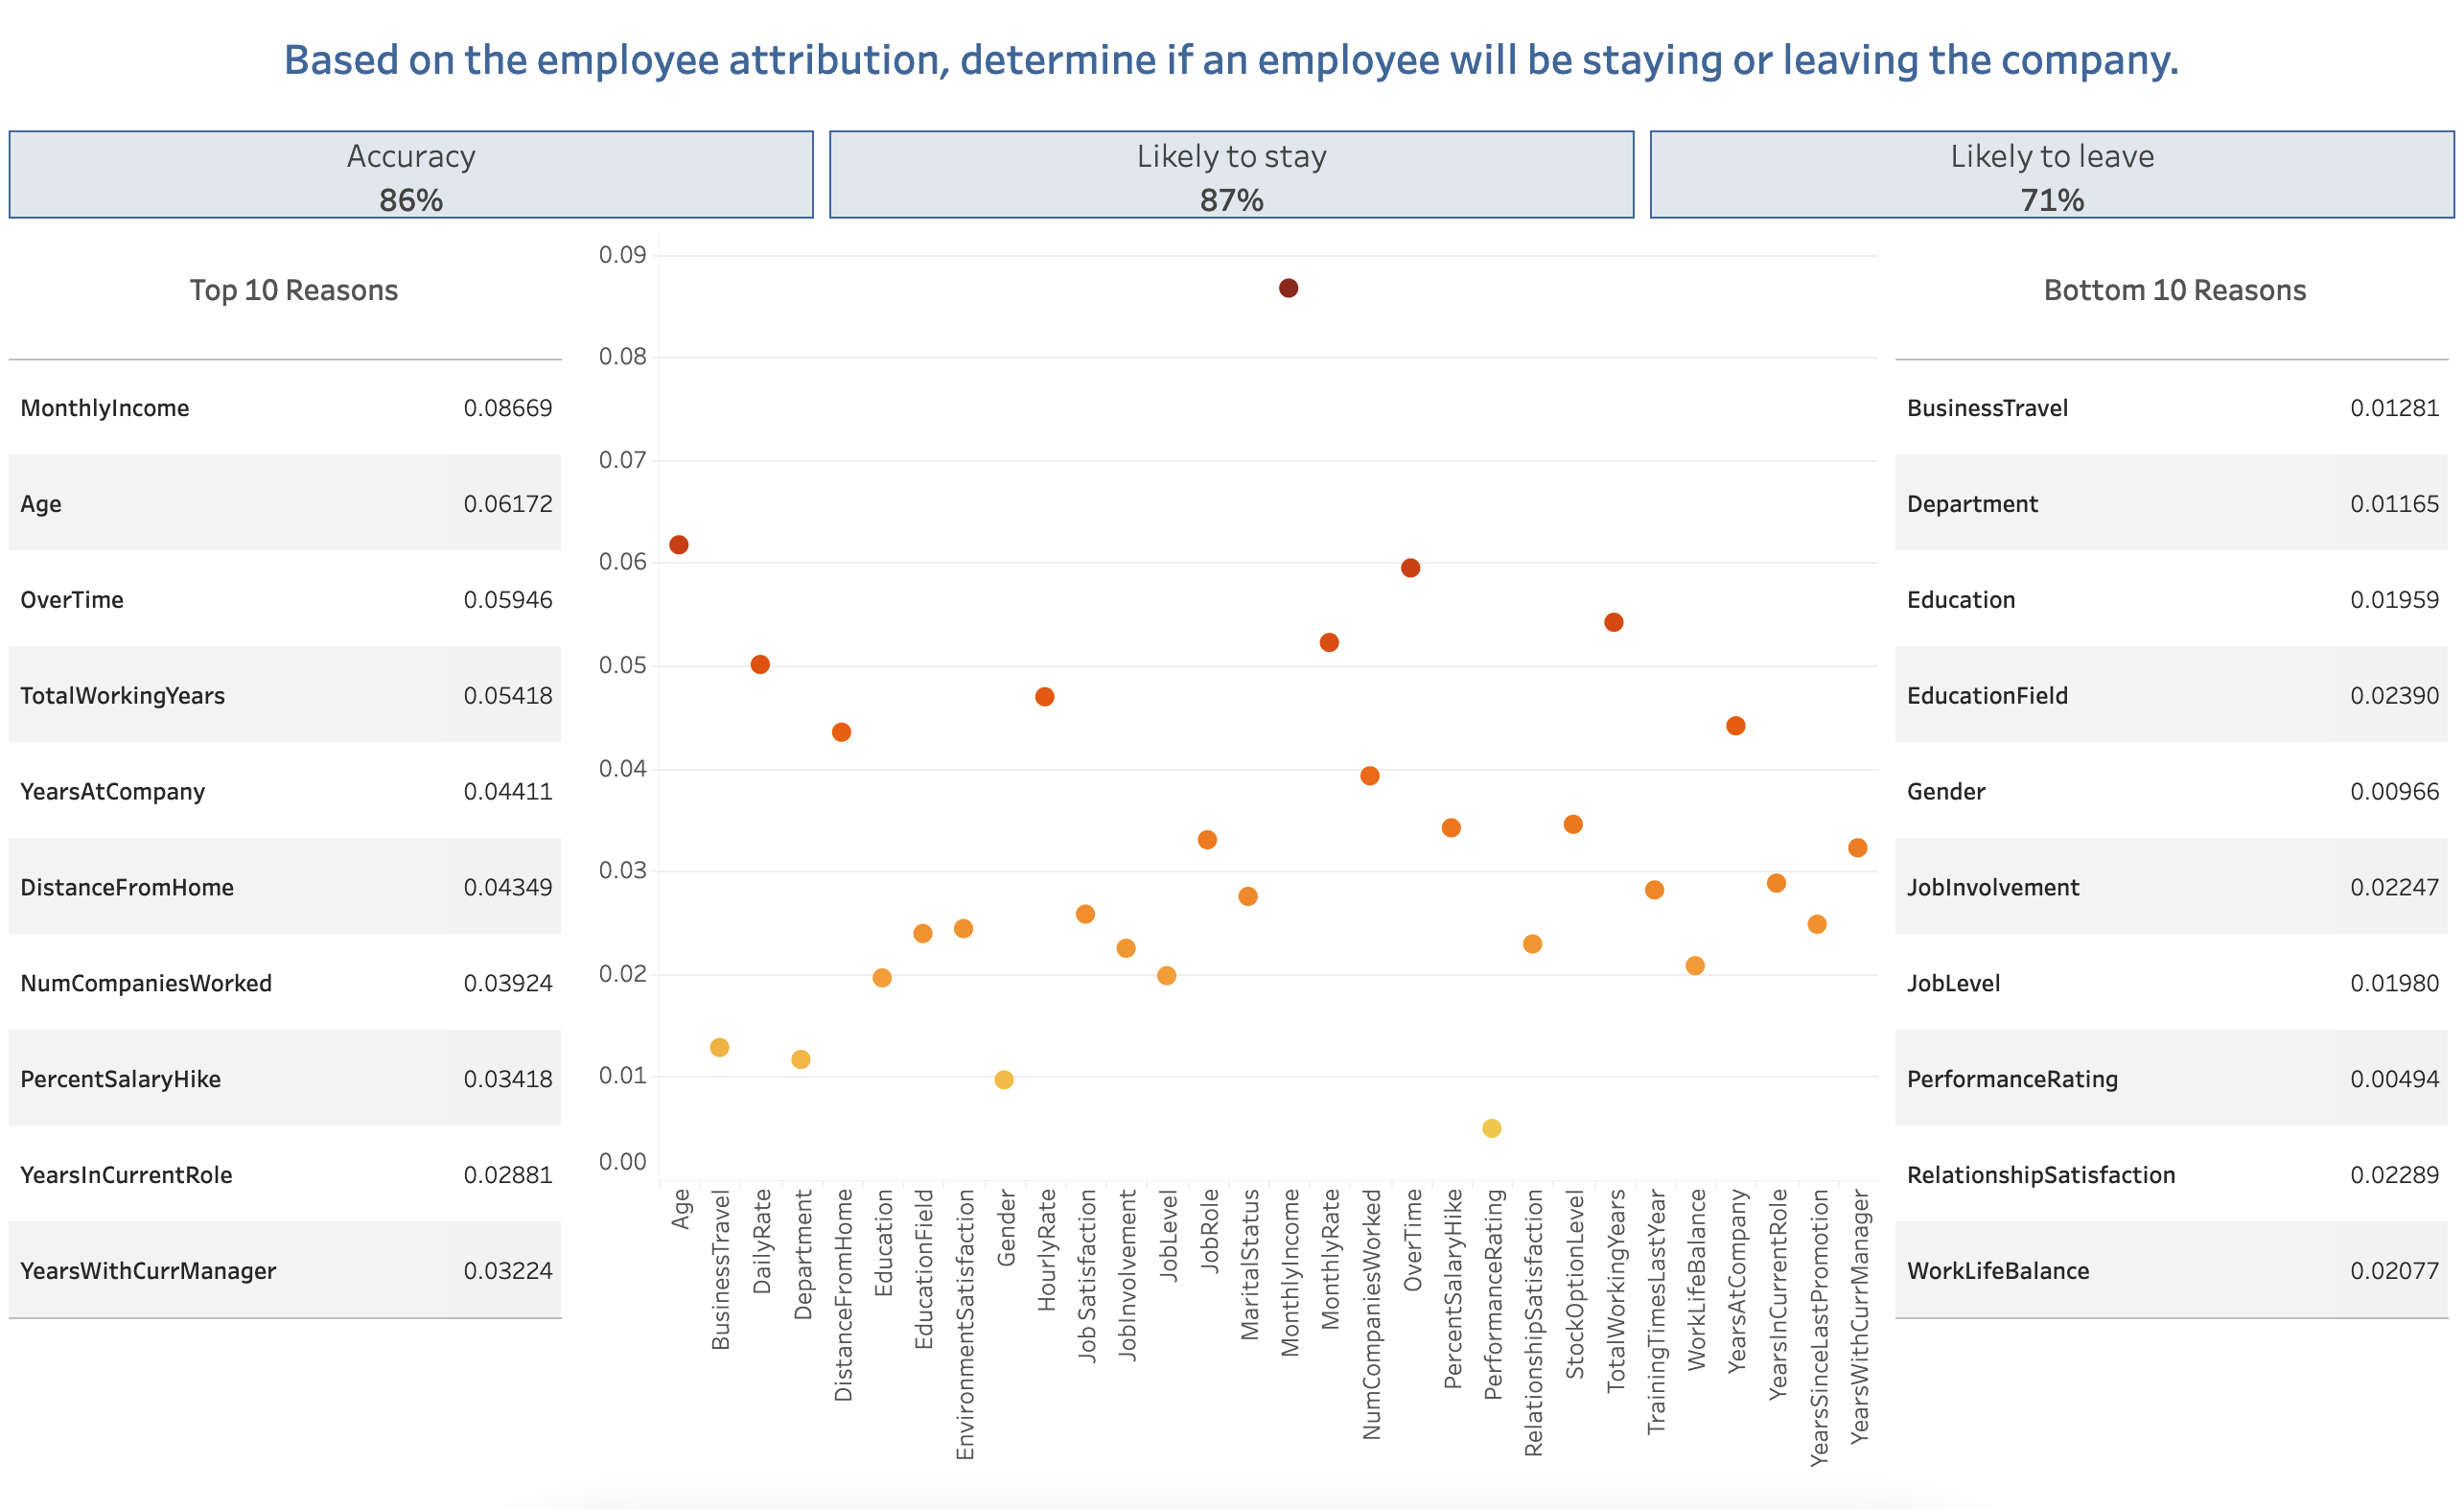 Based on the employee attribution, determine if an employee will be staying or leaving the company.
Accuracy
86%
Likely to stay
87%
Likely to leave
71%
Top 10 Reasons
MonthlyIncome 0.08669
Age 0.06172
OverTime 0.05946
TotalWorkingYears 0.05418
YearsAtCompany 0.04411
DistanceFromHome 0.04349
NumCompaniesWorked 0.03924
PercentSalaryHike 0.03418
YearsInCurrentRole 0.02881
YearsWithCurrManager 0.03224
0.09
0.08
0.07
0.06
0.05
0.04
0.03
0.02
0.01
0.00
Age
BusinessTravel
DailyRate
Department
DistanceFromHome
Education
EducationField
EnvironmentSatisfaction
Gender
HourlyRate
Job Satisfaction
JobInvolvement
JobLevel
JobRole
MaritalStatus
MonthlyIncome
MonthlyRate
NumCompaniesWorked
OverTime
PercentSalaryHike
PerformanceRating
RelationshipSatisfaction
StockOptionLevel
TotalWorkingYears
TrainingTimesLastYear
WorkLifeBalance
YearsAtCompany
YearsInCurrentRole
YearsSinceLastPromotion
YearsWithCurrManager
Bottom 10 Reasons
BusinessTravel 0.01281
Department 0.01165
Education 0.01959
EducationField 0.02390
Gender 0.00966
JobInvolvement 0.02247
JobLevel 0.01980
PerformanceRating 0.00494
RelationshipSatisfaction 0.02289
WorkLifeBalance 0.02077